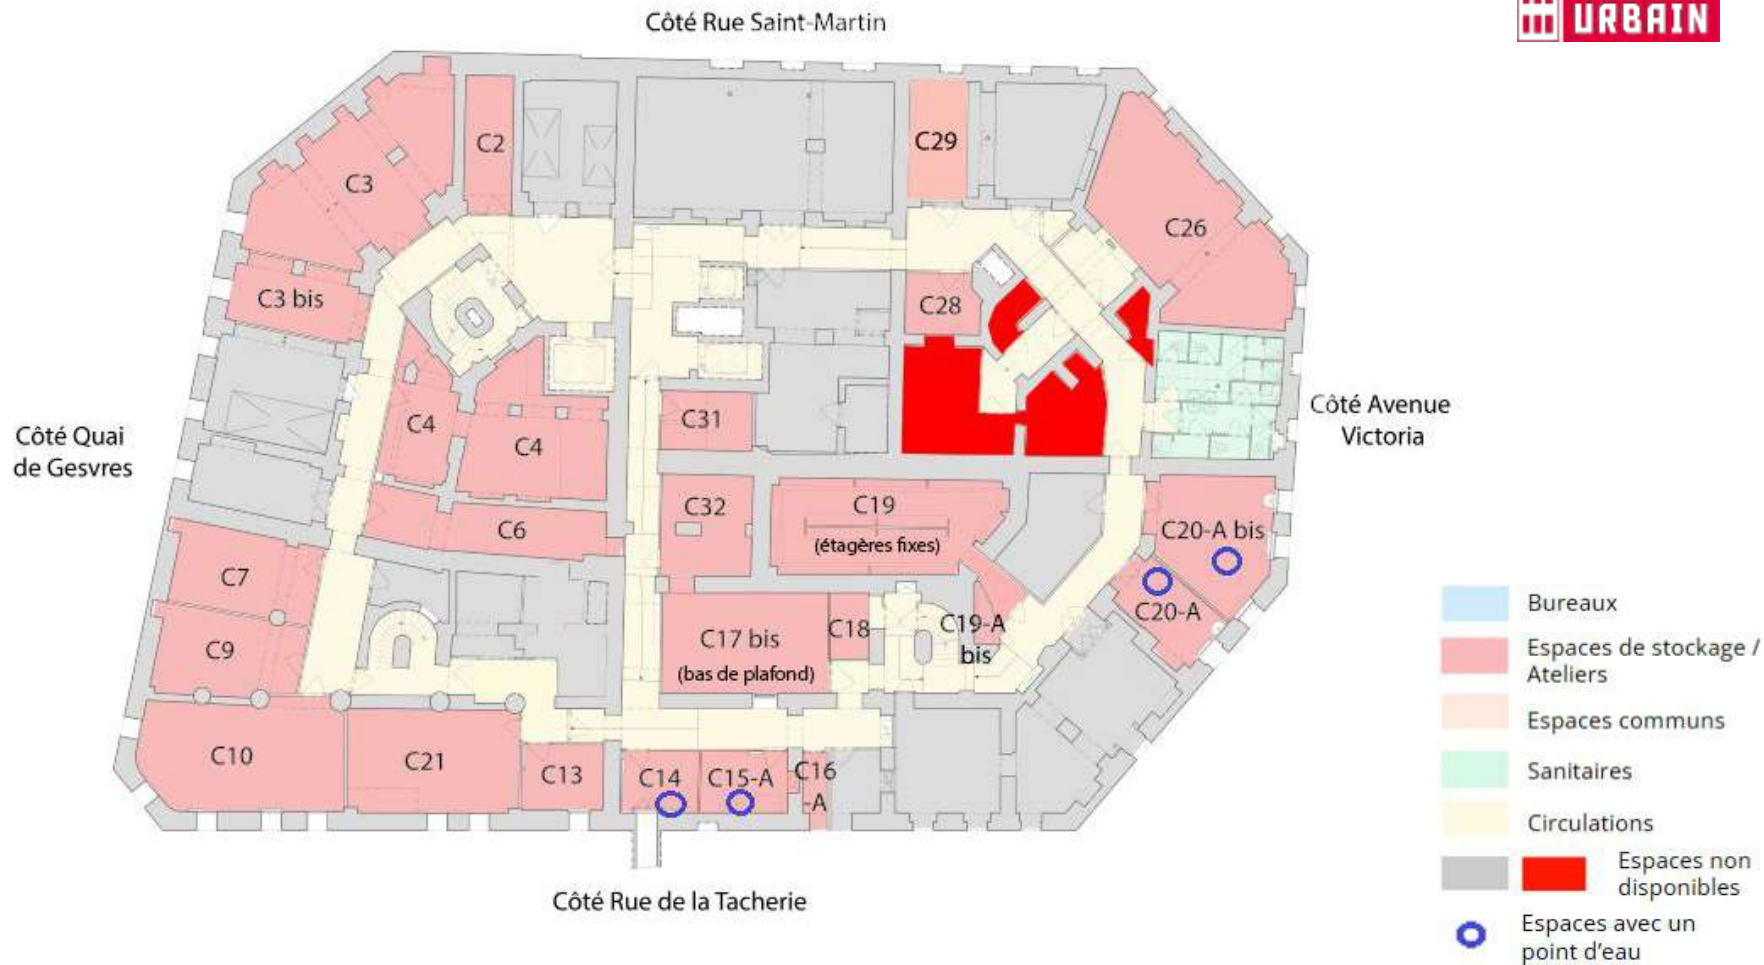 Côté Rue Saint-Martin
URBAIN
C2
C29
C3
C26
C3 bis
C28
C4
C4
C31
Côté Quai
de Gesvres
Côté Avenue
Victoria
C32
C19
(étagères fixes)
C6
C20-A bis
C7
C20-A
C9
C17 bis
(bas de plafond)
C18
C19-A
bis
C10
C21
C13
C14
C15-A
C16
-A
Côté Rue de la Tacherie
Bureaux
Espaces de stockage /
Ateliers
Espaces communs
Sanitaires
Circulations
Espaces non
disponibles
Espaces avec un
point d'eau